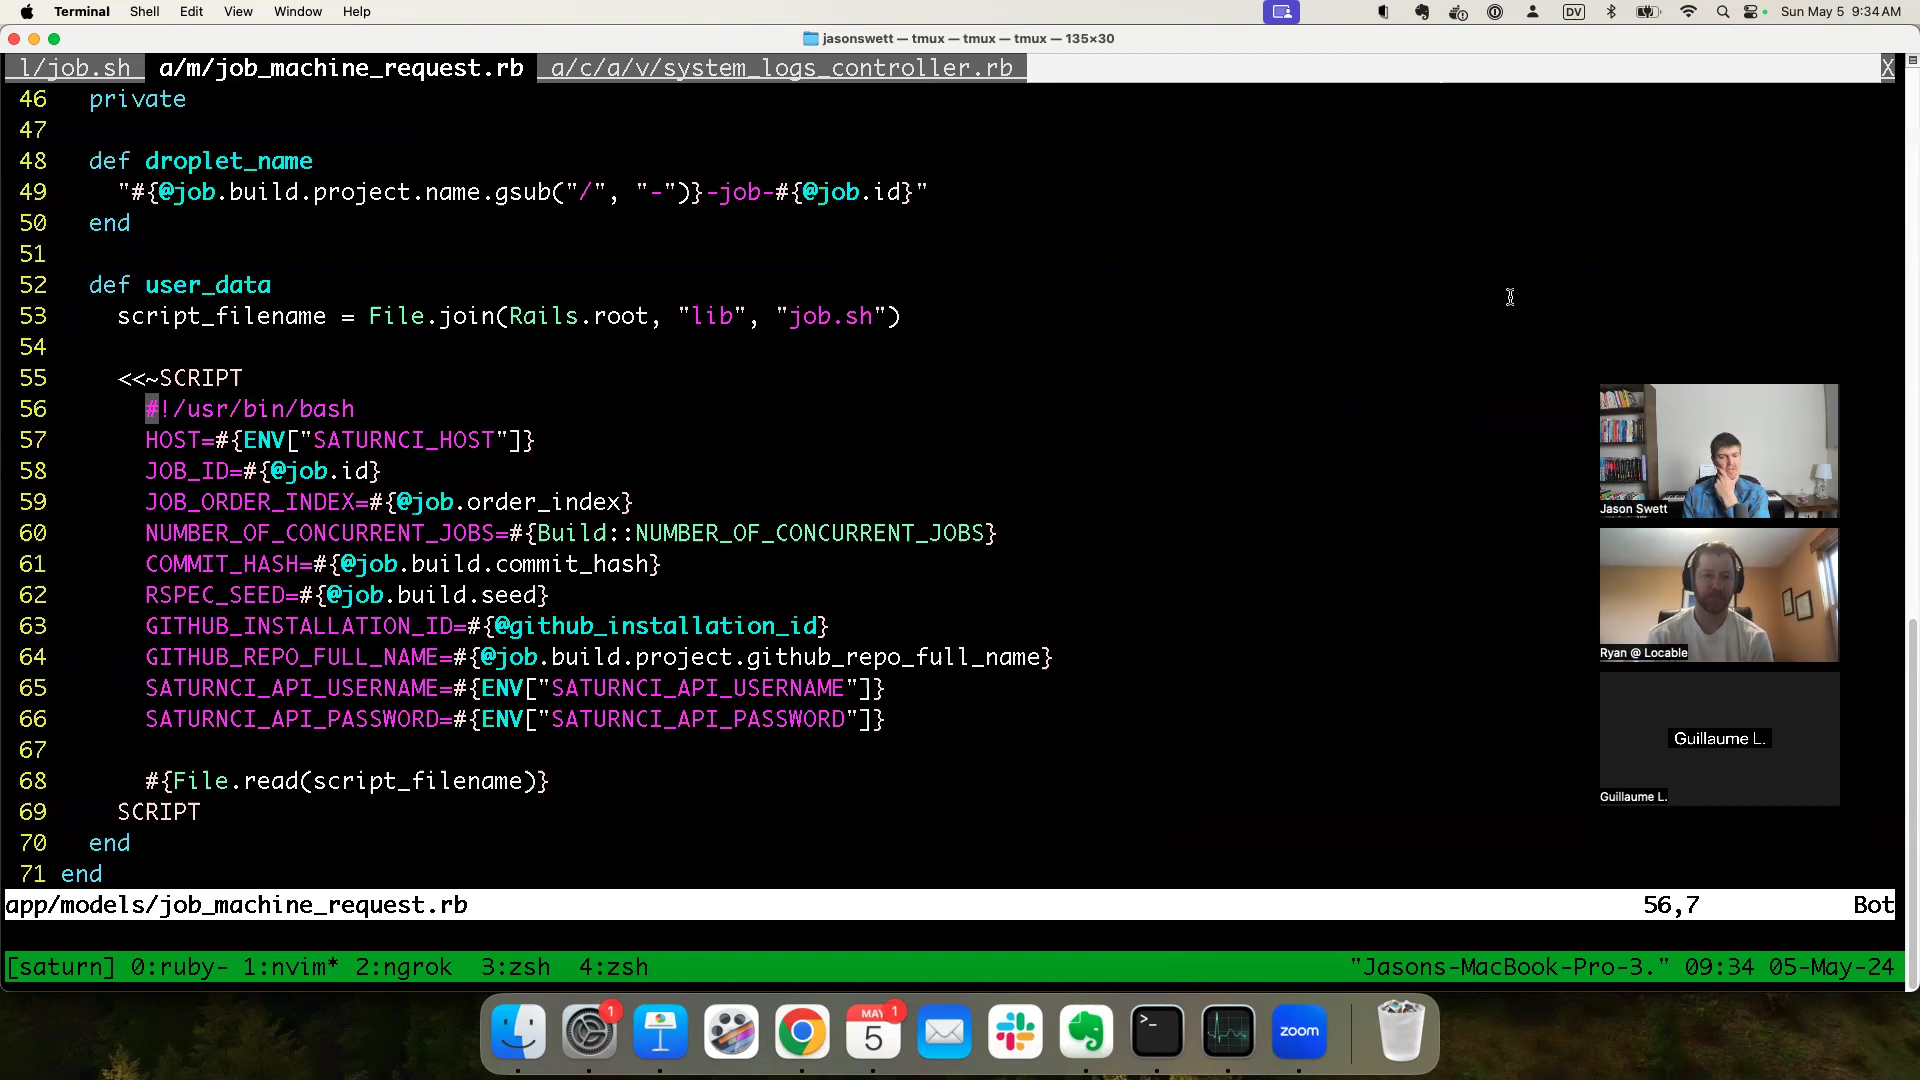 Terminal Shell Edit View Window Help DV Sun May 5 9:34 AM
jasonswett — tmux — tmux — tmux — 135×30
l/job.sh a/m/job_machine_request.rb a/c/a/v/system_logs_controller.rb X
46 private
47
48 def droplet_name
49 "#{@job.build.project.name.gsub("/", "-")}-job-#{@job.id}"
50 end
51
52 def user_data
53 script_filename = File.join(Rails.root, "lib", "job.sh")
54
55 <<~SCRIPT
56 #!/usr/bin/bash
57 HOST=#{ENV["SATURNCI_HOST"]}
58 JOB_ID=#{@job.id}
59 JOB_ORDER_INDEX=#{@job.order_index}
60 NUMBER_OF_CONCURRENT_JOBS=#{Build::NUMBER_OF_CONCURRENT_JOBS}
61 COMMIT_HASH=#{@job.build.commit_hash}
62 RSPEC_SEED=#{@job.build.seed}
63 GITHUB_INSTALLATION_ID=#{@github_installation_id}
64 GITHUB_REPO_FULL_NAME=#{@job.build.project.github_repo_full_name}
65 SATURNCI_API_USERNAME=#{ENV["SATURNCI_API_USERNAME"]}
66 SATURNCI_API_PASSWORD=#{ENV["SATURNCI_API_PASSWORD"]}
67
68 #{File.read(script_filename)}
69 SCRIPT
70 end
71 end
Jason Swett
Ryan @ Locable
Guillaume L.
Guillaume L.
app/models/job_machine_request.rb 56,7 Bot
[saturn] 0:ruby- 1:nvim* 2:ngrok 3:zsh 4:zsh "Jasons-MacBook-Pro-3." 09:34 05-May-24
1
MAY 1
5
>_
zoom